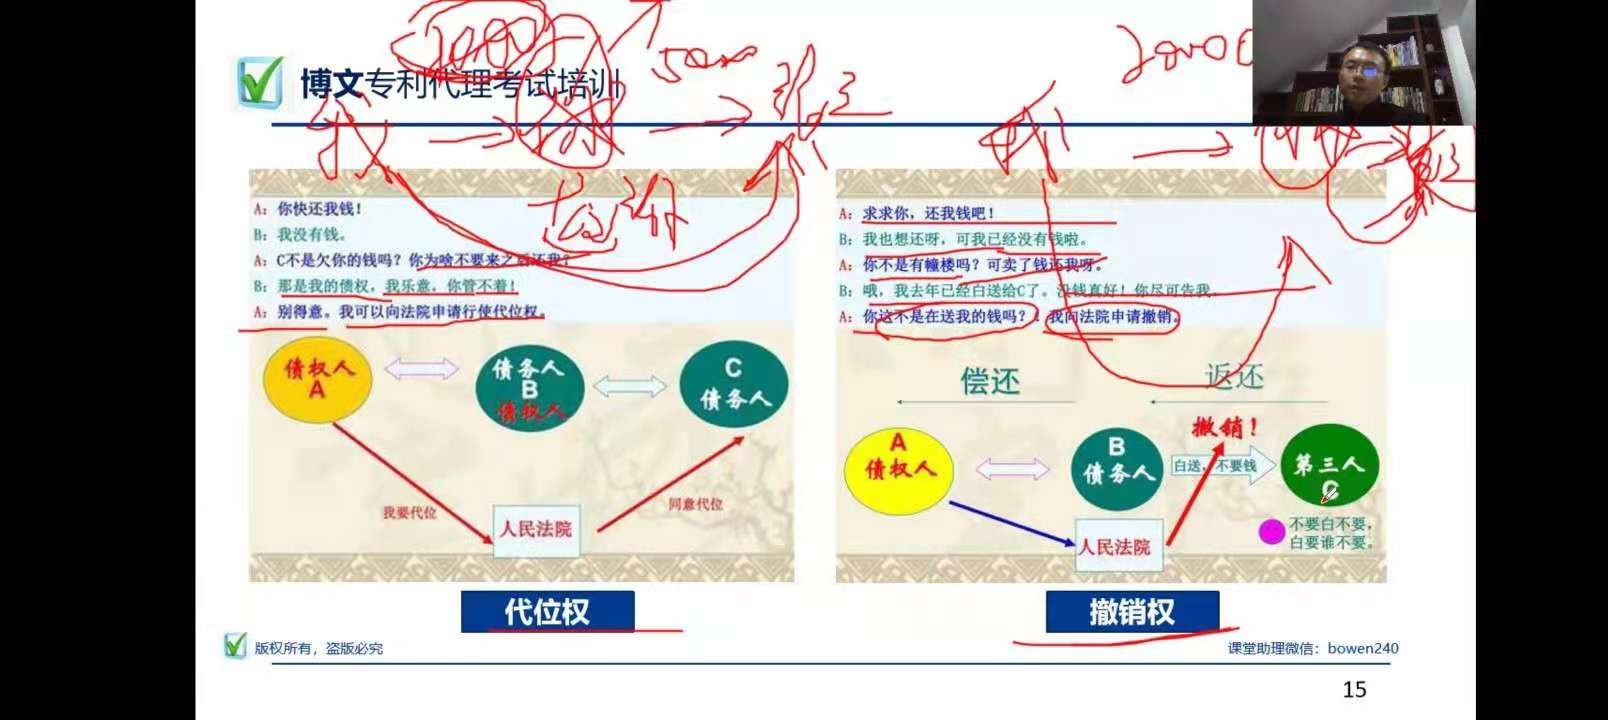 博文专利代理考试培训
5000
我
张三
A：你快还我钱！
B：我没有钱。
A：C不是欠你的钱吗？你为啥不要来之后还我？
B：那是我的债权，我乐意，你管不着！
A：别得意。我可以向法院申请行使代位权。
债权人
A
债务人
B
债权人
C
债务人
我要代位
人民法院
同意代位
代位权
A：求求你，还我钱吧！
B：我也想还呀，可我已经没有钱啦。
A：你不是有幢楼吗？可卖了钱还我呀。
B：哦，我去年已经白送给C了。没钱真好！你尽可告我。
A：你这不是在送我的钱吗？！我向法院申请撤销。
偿还
返还
撤销！
A
债权人
B
债务人
白送，不要钱
第三人
C
人民法院
不要白不要，
白要谁不要。
撤销权
版权所有，盗版必究
课堂助理微信：bowen240
15